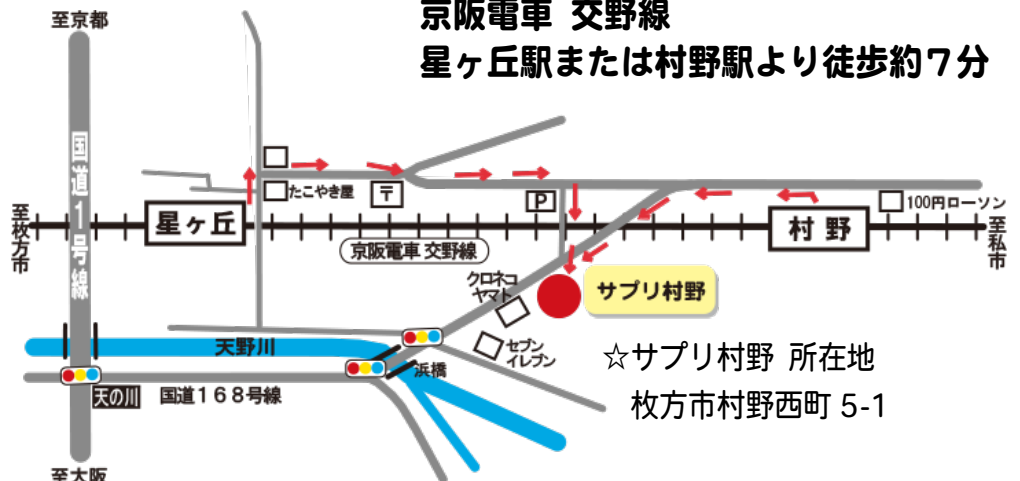 京阪電車 交野線
星ヶ丘駅または村野駅より徒歩約7分
至京都
国道1号線
たこやき屋
〒
P
100円ローソン
至枚方市
星ヶ丘
村野
至私市
京阪電車 交野線
クロネコ
ヤマト
サプリ村野
セブン
イレブン
天野川
浜橋
天の川
国道168号線
☆サプリ村野 所在地
枚方市村野西町 5-1
至大阪